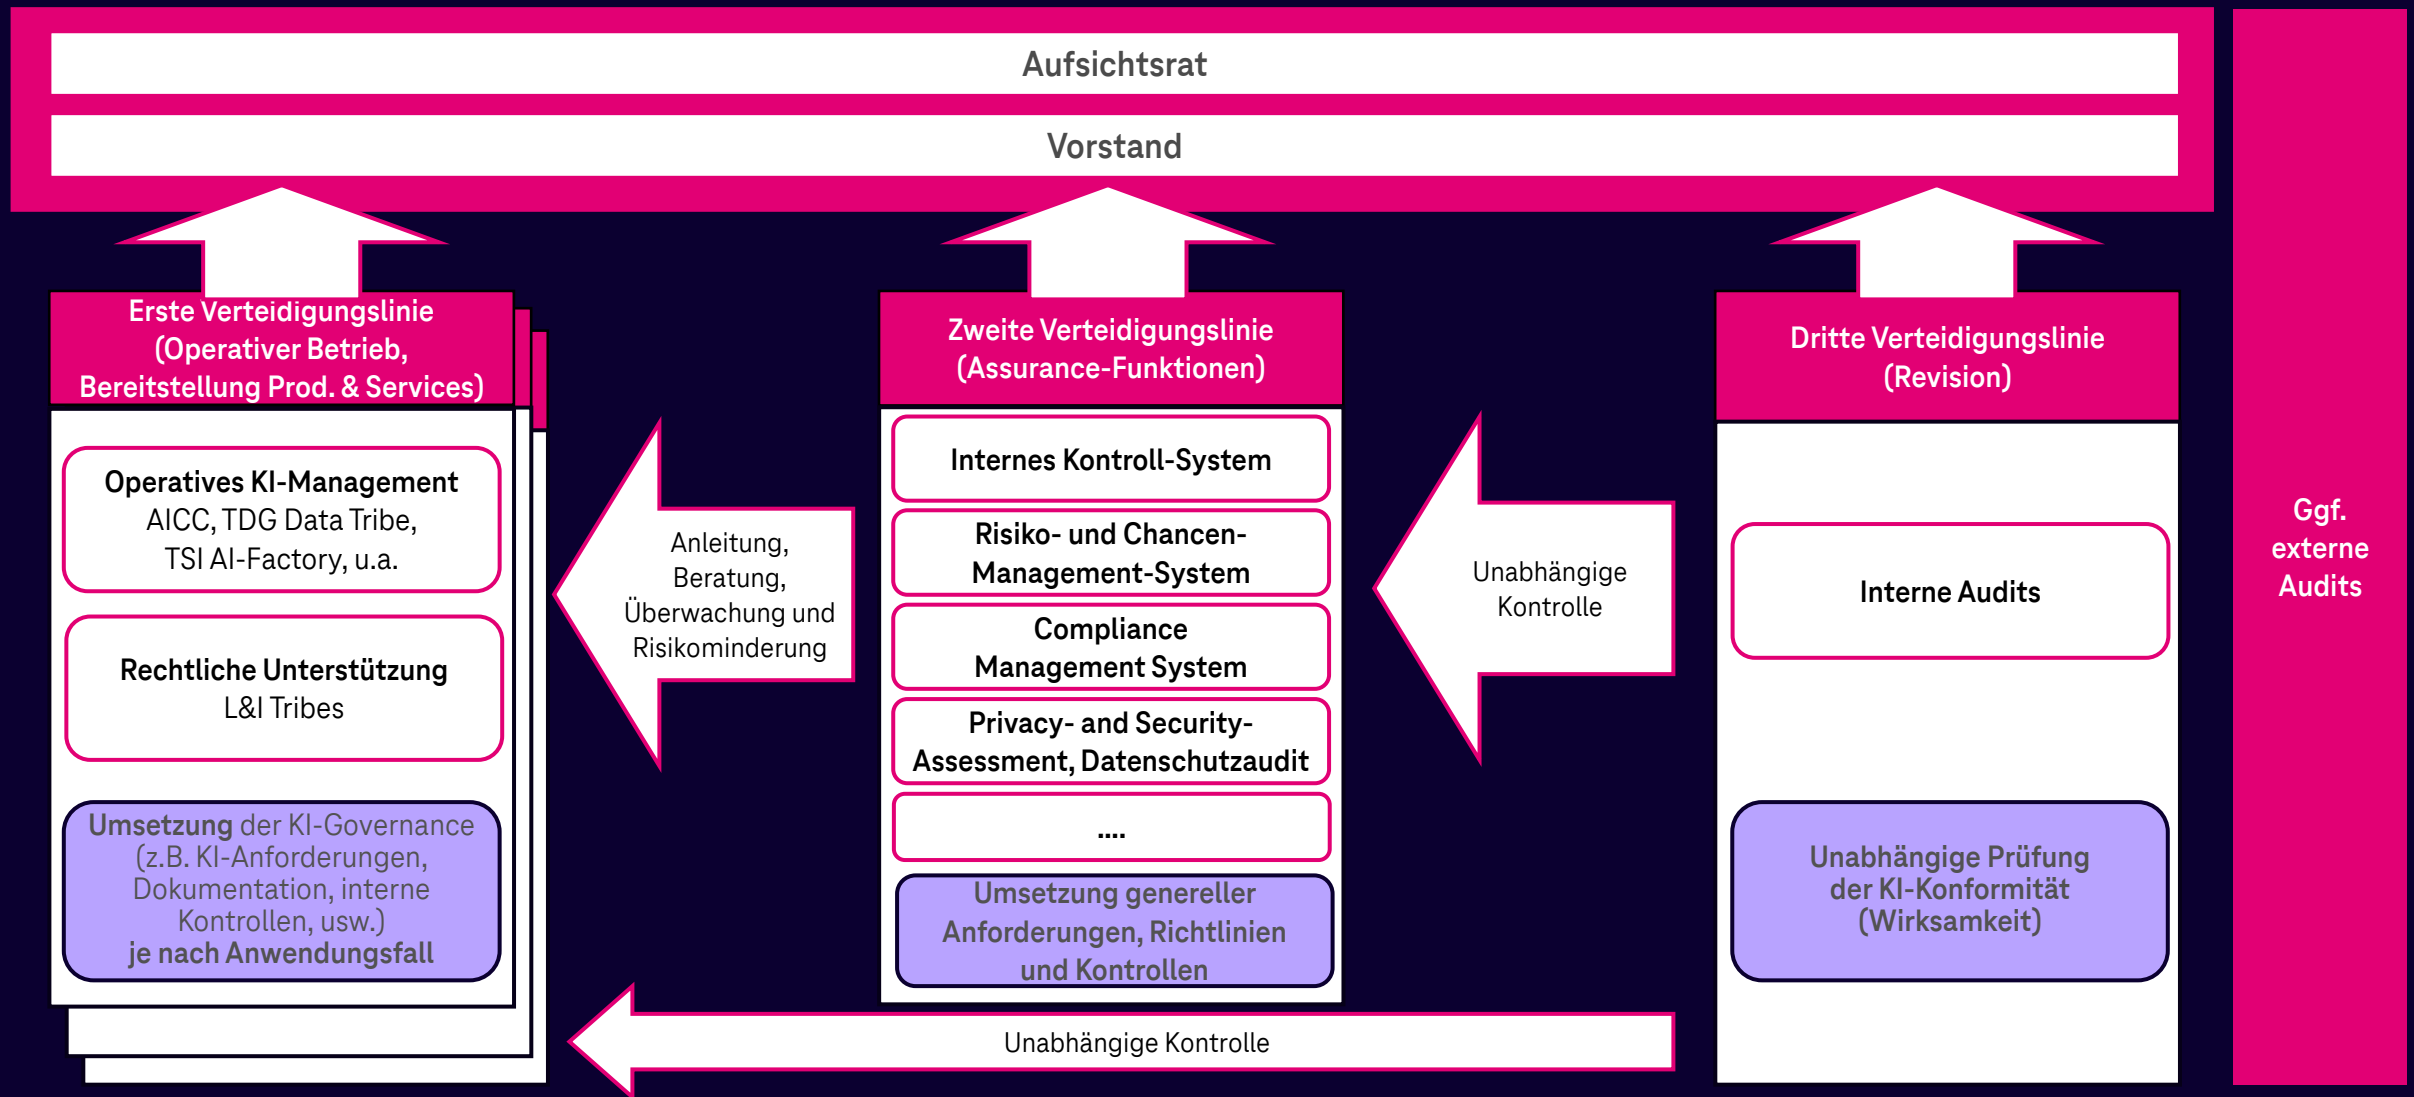 Aufsichtsrat
Vorstand
Erste Verteidigungslinie
(Operativer Betrieb,
Bereitstellung Prod. & Services)
Operatives KI-Management
AICC, TDG Data Tribe,
TSI AI-Factory, u.a.
Rechtliche Unterstützung
L&I Tribes
Umsetzung der KI-Governance
(z.B. KI-Anforderungen,
Dokumentation, interne
Kontrollen, usw.)
je nach Anwendungsfall
Anleitung,
Beratung,
Überwachung und
Risikominderung
Zweite Verteidigungslinie
(Assurance-Funktionen)
Internes Kontroll-System
Risiko- und Chancen-
Management-System
Compliance
Management System
Privacy- and Security-
Assessment, Datenschutzaudit
....
Umsetzung genereller
Anforderungen, Richtlinien
und Kontrollen
Unabhängige
Kontrolle
Dritte Verteidigungslinie
(Revision)
Interne Audits
Unabhängige Prüfung
der KI-Konformität
(Wirksamkeit)
Unabhängige Kontrolle
Ggf.
externe
Audits